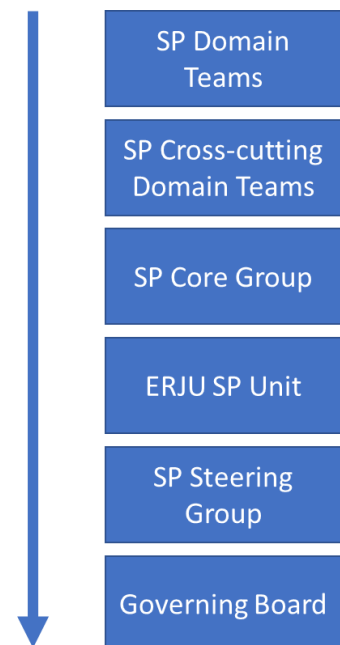 SP Domain
Teams
SP Cross-cutting
Domain Teams
SP Core Group
ERJU SP Unit
SP Steering
Group
Governing Board